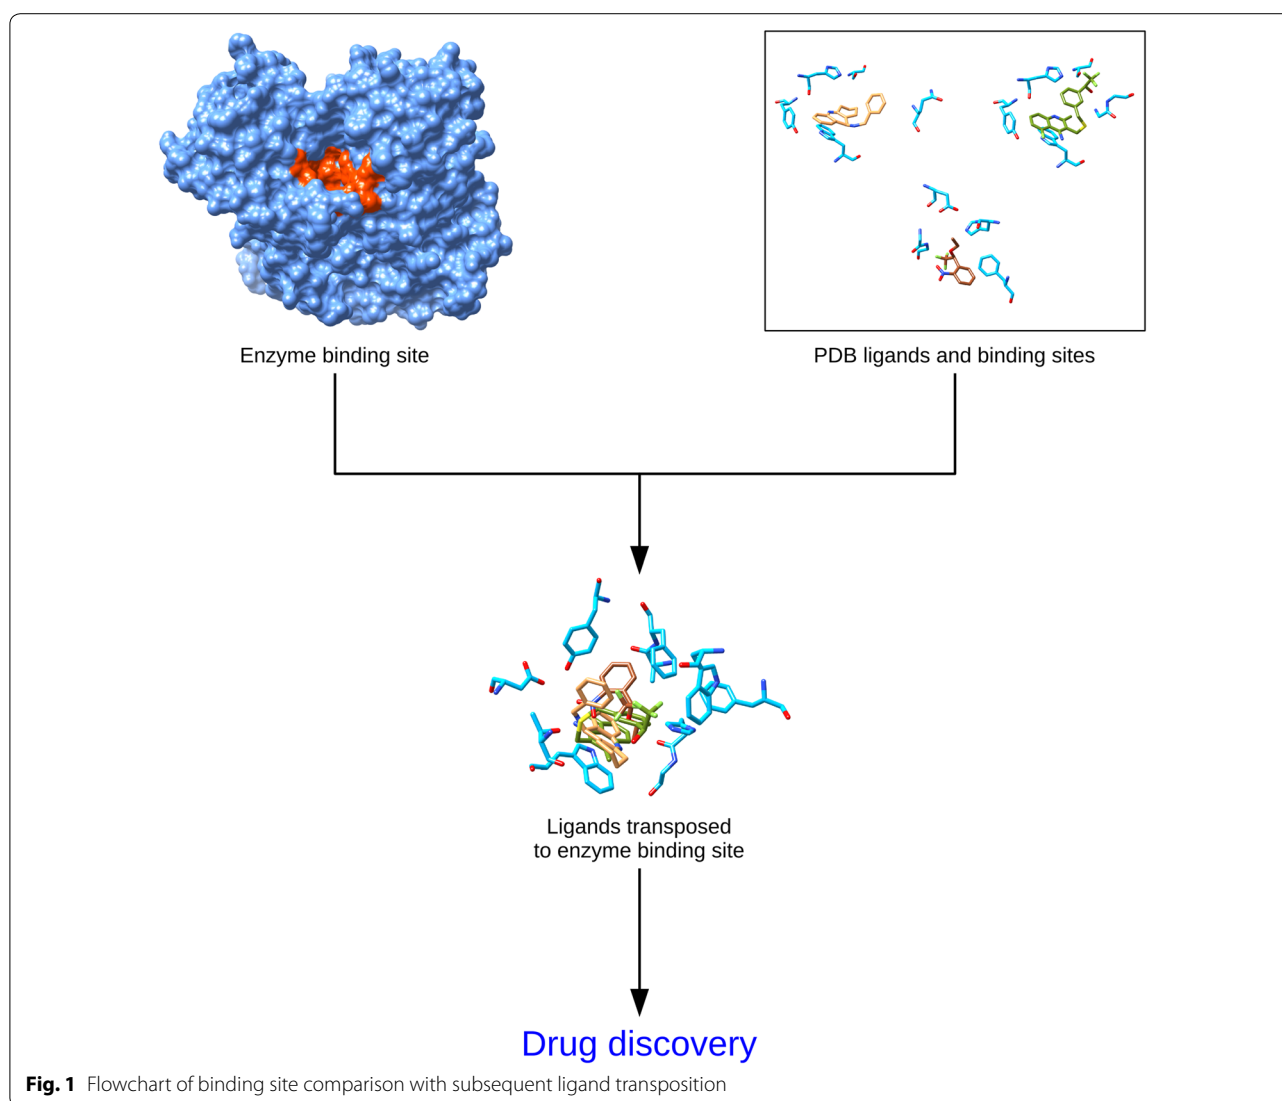 Enzyme binding site
PDB ligands and binding sites
Ligands transposed
to enzyme binding site
Drug discovery
Fig. 1 Flowchart of binding site comparison with subsequent ligand transposition